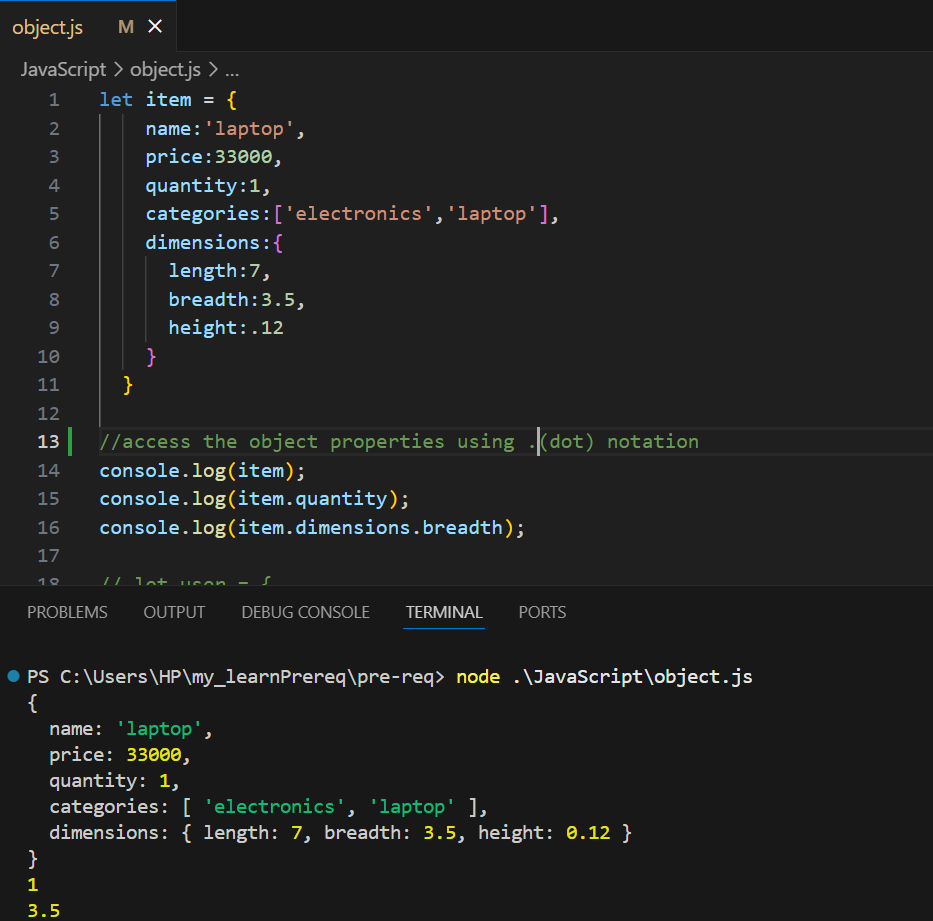 object.js M ×
JavaScript > object.js > ...
1 let item = {
2     name:'laptop',
3     price:33000,
4     quantity:1,
5     categories:['electronics','laptop'],
6     dimensions:{
7       length:7,
8       breadth:3.5,
9       height:.12
10     }
11   }
12
13 //access the object properties using .(dot) notation
14 console.log(item);
15 console.log(item.quantity);
16 console.log(item.dimensions.breadth);
17
18 // let user = {
PROBLEMS OUTPUT DEBUG CONSOLE TERMINAL PORTS
PS C:\Users\HP\my_learnPrereq\pre-req> node .\JavaScript\object.js
{
  name: 'laptop',
  price: 33000,
  quantity: 1,
  categories: [ 'electronics', 'laptop' ],
  dimensions: { length: 7, breadth: 3.5, height: 0.12 }
}
1
3.5